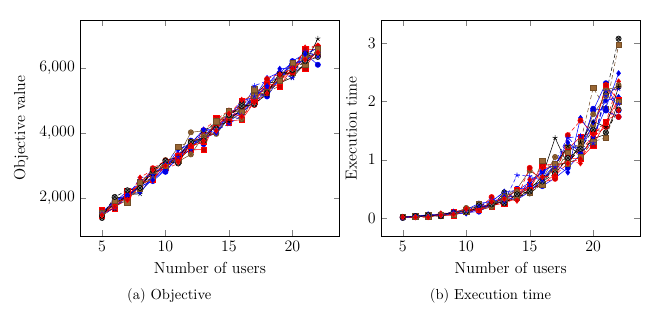 Objective value
6,000
4,000
2,000
5 10 15 20
Number of users
(a) Objective
Execution time
3
2
1
0
5 10 15 20
Number of users
(b) Execution time